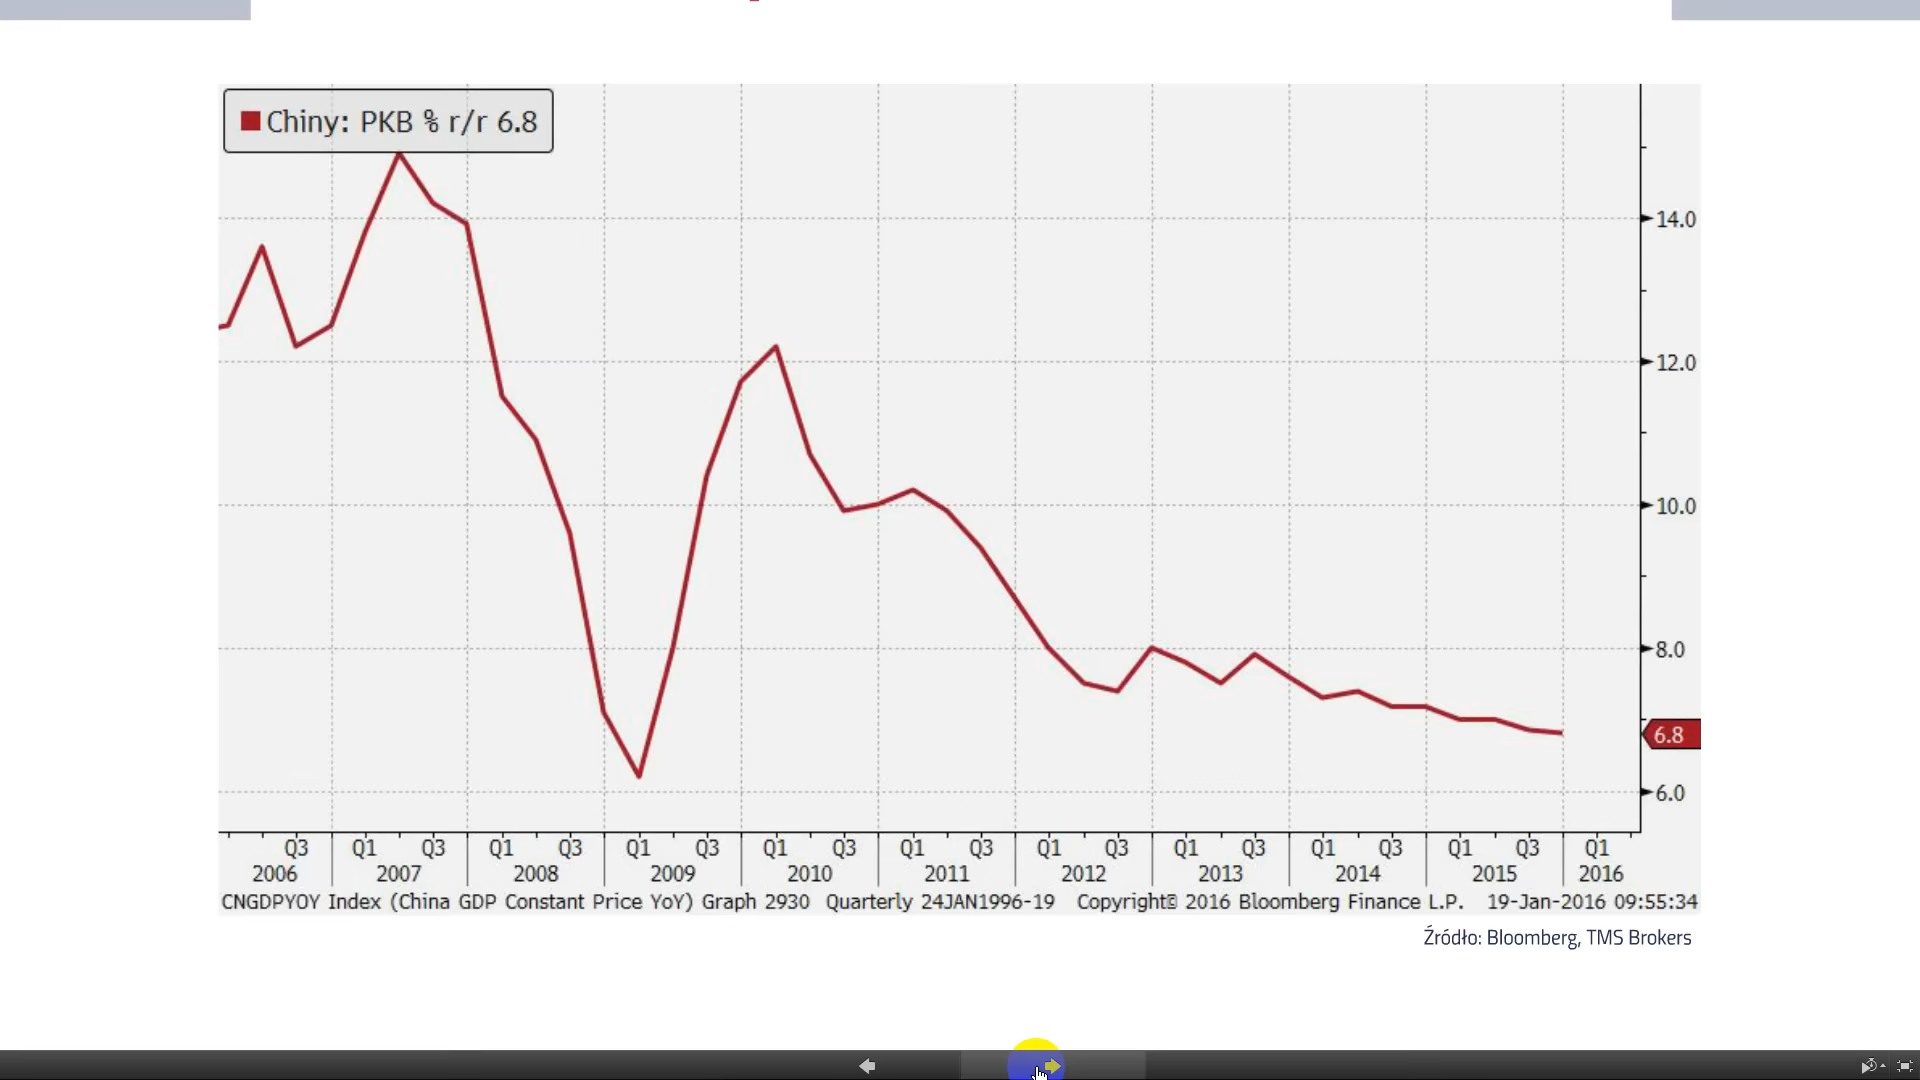 Chiny: PKB % r/r 6.8
14.0
12.0
10.0
8.0
6.8
6.0
Q3 Q1 Q3 Q1 Q3 Q1 Q3 Q1 Q3 Q1 Q3 Q1 Q3 Q1 Q3 Q1 Q3 Q1 Q3 Q1
2006 2007 2008 2009 2010 2011 2012 2013 2014 2015 2016
CNGDPYOY Index (China GDP Constant Price YoY) Graph 2930 Quarterly 24JAN1996-19 Copyright© 2016 Bloomberg Finance L.P. 19-Jan-2016 09:55:34
Źródło: Bloomberg, TMS Brokers